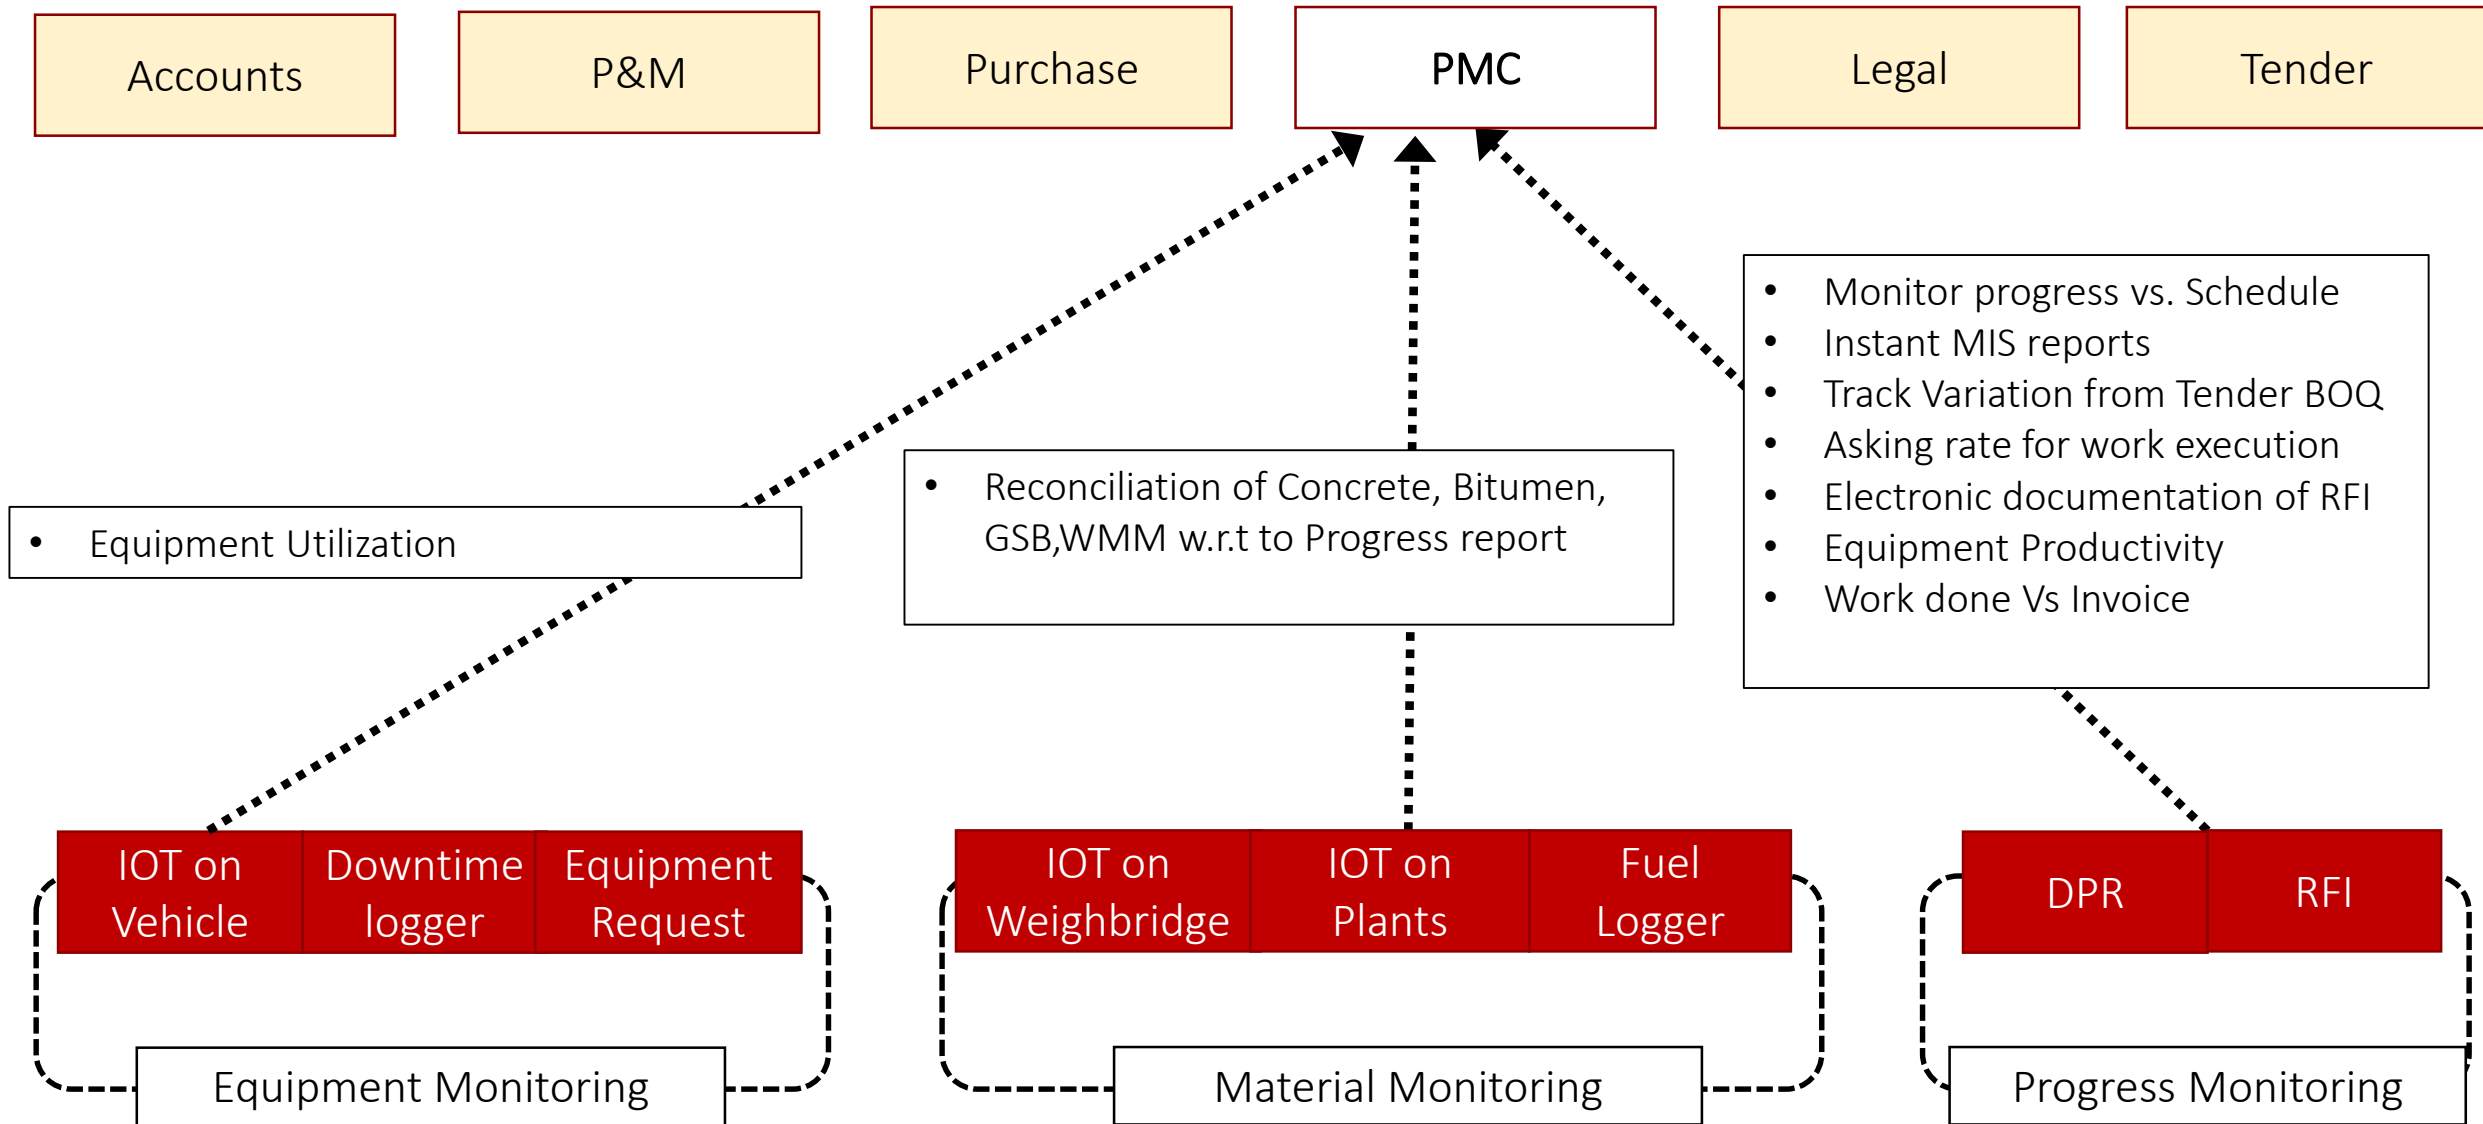 Accounts
P&M
Purchase
PMC
Legal
Tender
• Monitor progress vs. Schedule
• Instant MIS reports
• Track Variation from Tender BOQ
• Asking rate for work execution
• Electronic documentation of RFI
• Equipment Productivity
• Work done Vs Invoice
• Reconciliation of Concrete, Bitumen,
GSB,WMM w.r.t to Progress report
• Equipment Utilization
IOT on
Vehicle
Downtime
logger
Equipment
Request
IOT on
Weighbridge
IOT on
Plants
Fuel
Logger
DPR
RFI
Equipment Monitoring
Material Monitoring
Progress Monitoring